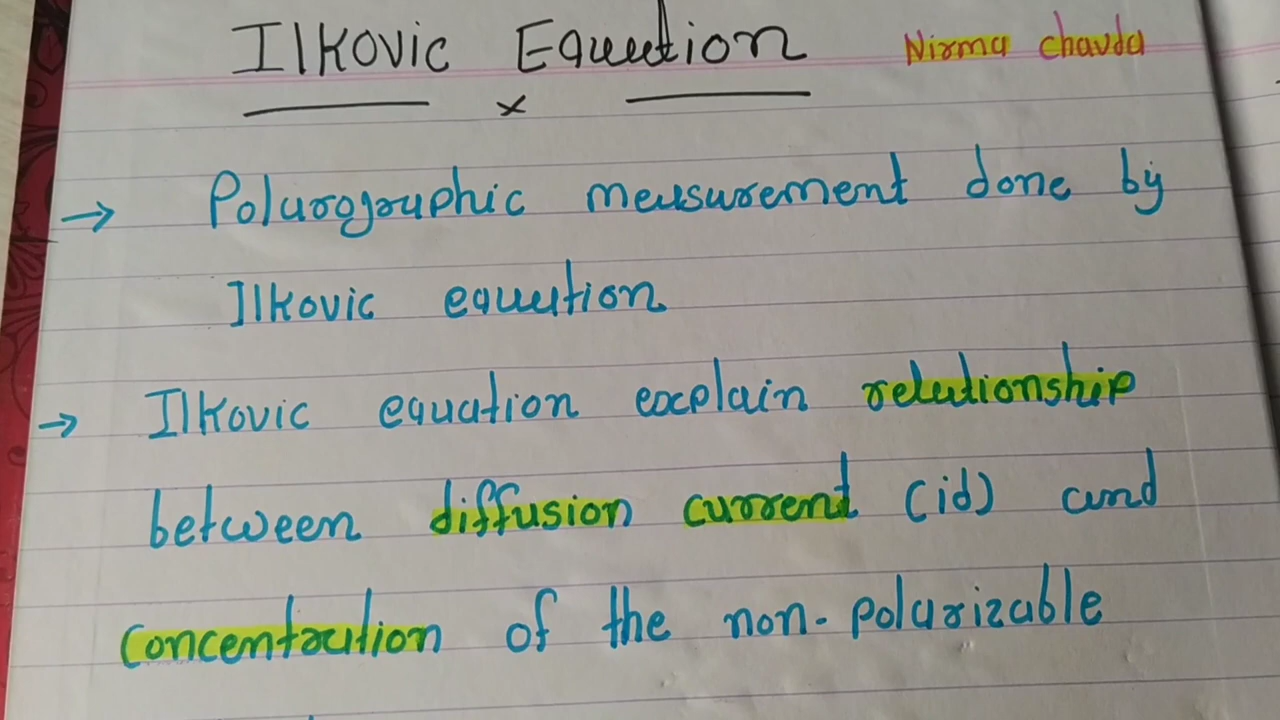 Ilkovic Equation Nirma chavda
→ Polarographic measurement done by
Ilkovic equation
→ Ilkovic equation explain relationship
between diffusion current (id) and
concentration of the non-polarizable